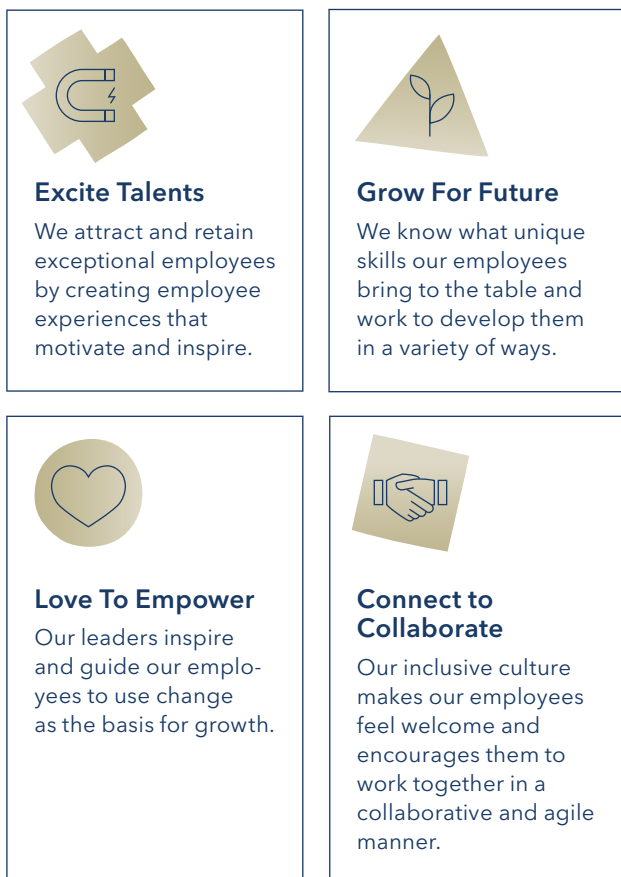 Excite Talents
We attract and retain
exceptional employees
by creating employee
experiences that
motivate and inspire.
Grow For Future
We know what unique
skills our employees
bring to the table and
work to develop them
in a variety of ways.
Love To Empower
Our leaders inspire
and guide our emplo-
yees to use change
as the basis for growth.
Connect to
Collaborate
Our inclusive culture
makes our employees
feel welcome and
encourages them to
work together in a
collaborative and agile
manner.